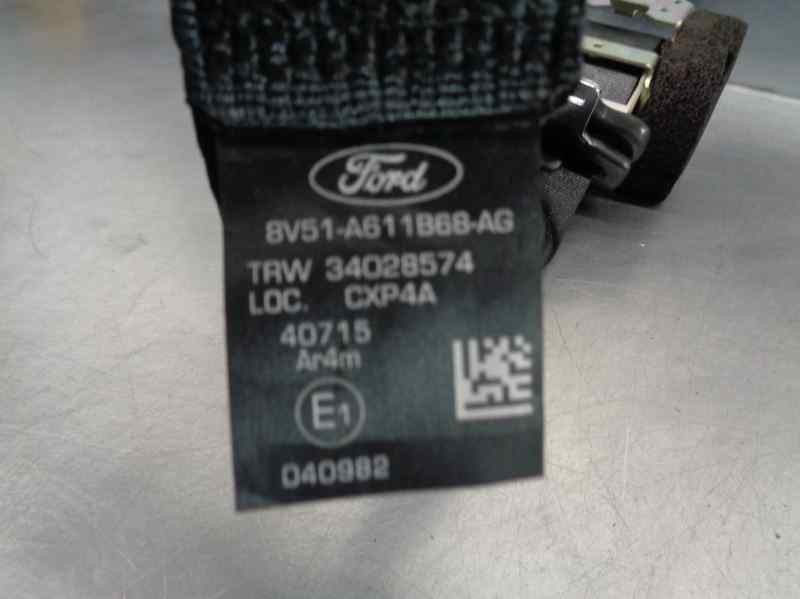 Ford
8V51-A611B68-AG
TRW 34028574
LOC. CXP4A
40715
Ar4m
E1
040982